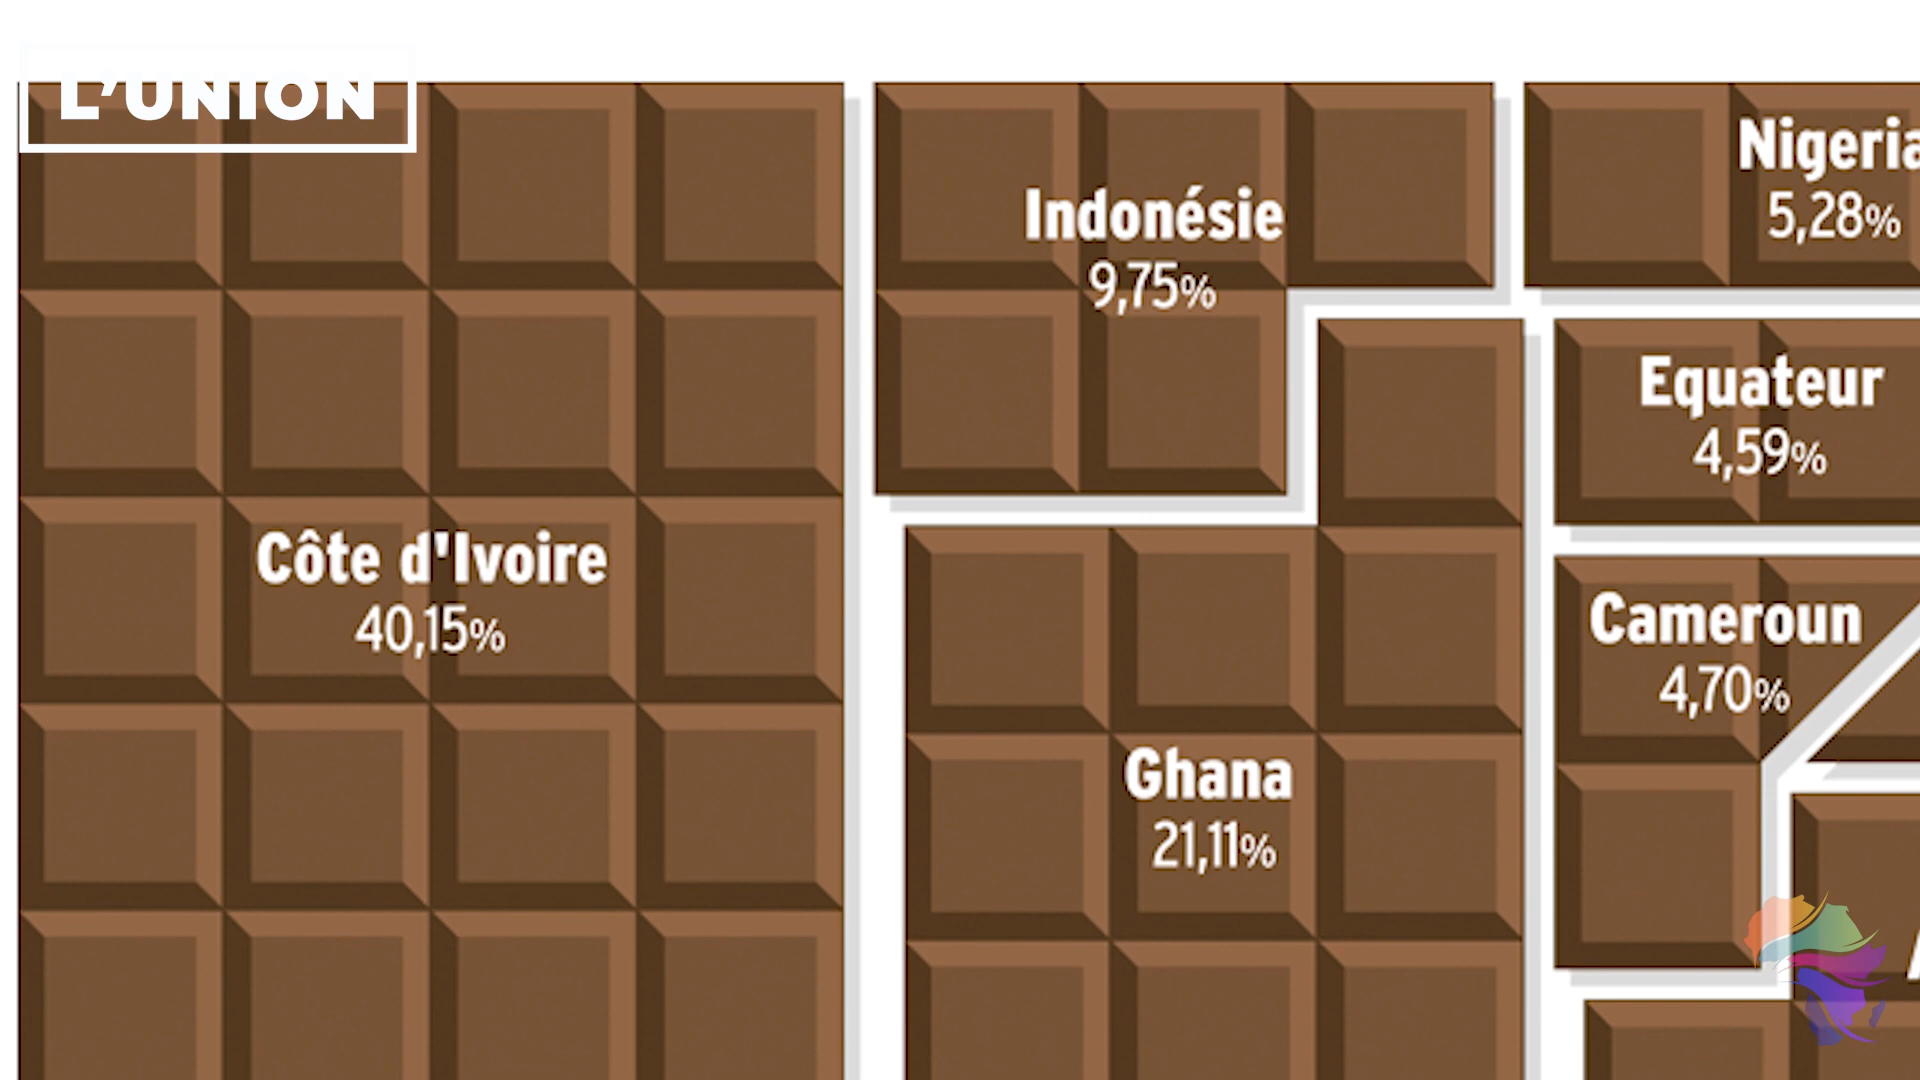 L'UNION
Indonésie
9,75%
Nigeria
5,28%
Equateur
4,59%
Côte d'Ivoire
40,15%
Cameroun
4,70%
Ghana
21,11%